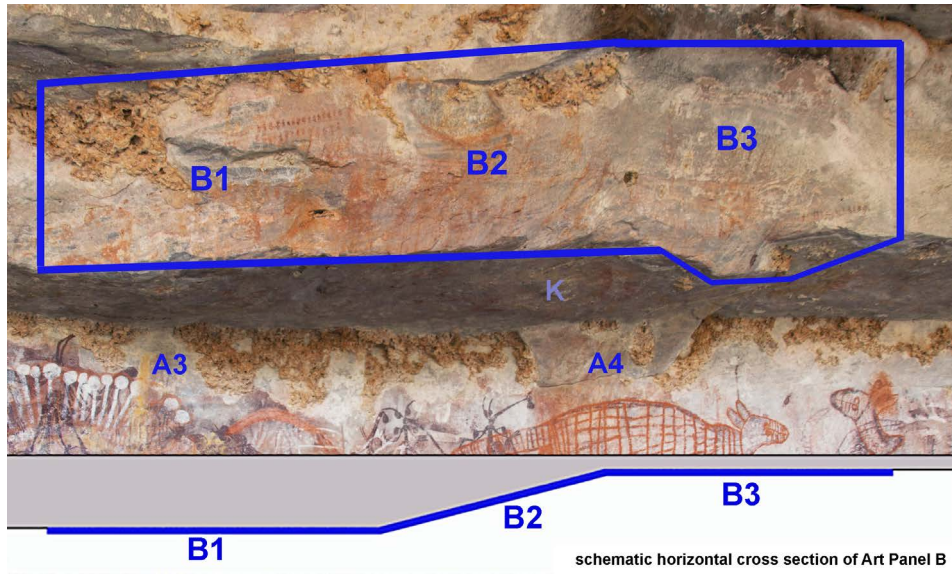 B1
B2
B3
K
A3
A4
B1
B2
B3
schematic horizontal cross section of Art Panel B